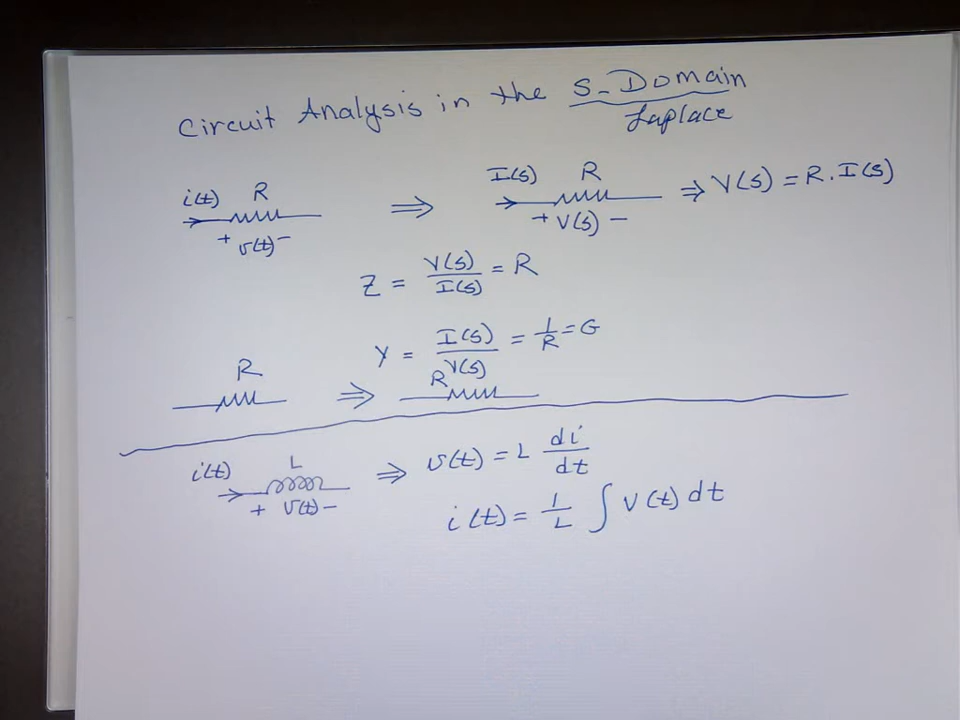 Circuit Analysis in the S-Domain
Laplace
i(t) R ⇒ I(s) R ⇒ V(s) = R. I(s)
+ v(t) - + V(s) -
Z = V(s)/I(s) = R
Y = I(s)/V(s) = 1/R = G
R ⇒ R
i(t) L ⇒ v(t) = L di/dt
+ v(t) -
i(t) = 1/L ∫ v(t) dt